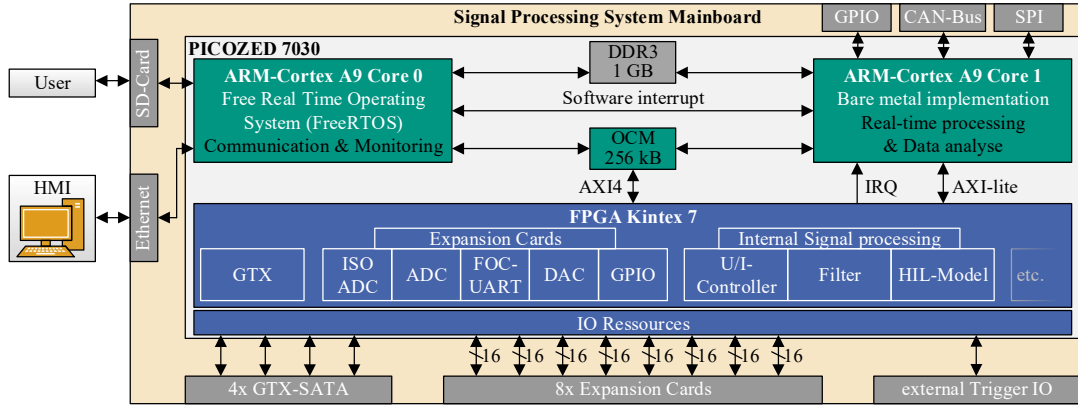 Signal Processing System Mainboard
GPIO
CAN-Bus
SPI
PICOZED 7030
User
SD-Card
ARM-Cortex A9 Core 0
Free Real Time Operating
System (FreeRTOS)
Communication & Monitoring
DDR3
1 GB
Software interrupt
OCM
256 kB
ARM-Cortex A9 Core 1
Bare metal implementation
Real-time processing
& Data analyse
HMI
Ethernet
AXI4
IRQ
AXI-lite
FPGA Kintex 7
Expansion Cards
Internal Signal processing
GTX
ISO
ADC
ADC
FOC-
UART
DAC
GPIO
U/I-
Controller
Filter
HIL-Model
etc.
IO Ressources
16
16
16
16
16
16
16
16
4x GTX-SATA
8x Expansion Cards
external Trigger IO